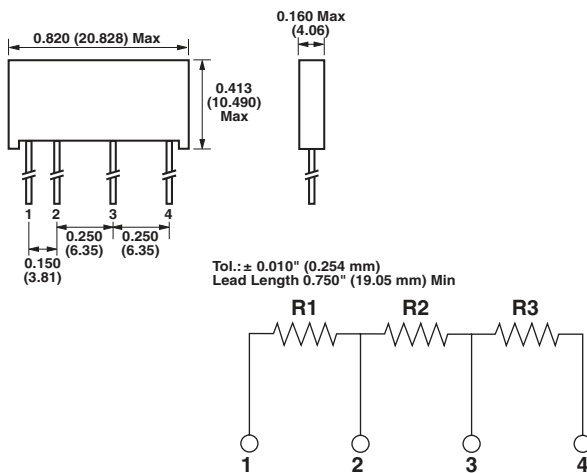 0.820 (20.828) Max
0.160 Max
(4.06)
0.413
(10.490)
Max
1 2 3 4
0.250
(6.35)
0.250
(6.35)
0.150
(3.81)
Tol.: ± 0.010" (0.254 mm)
Lead Length 0.750" (19.05 mm) Min
R1 R2 R3
1 2 3 4